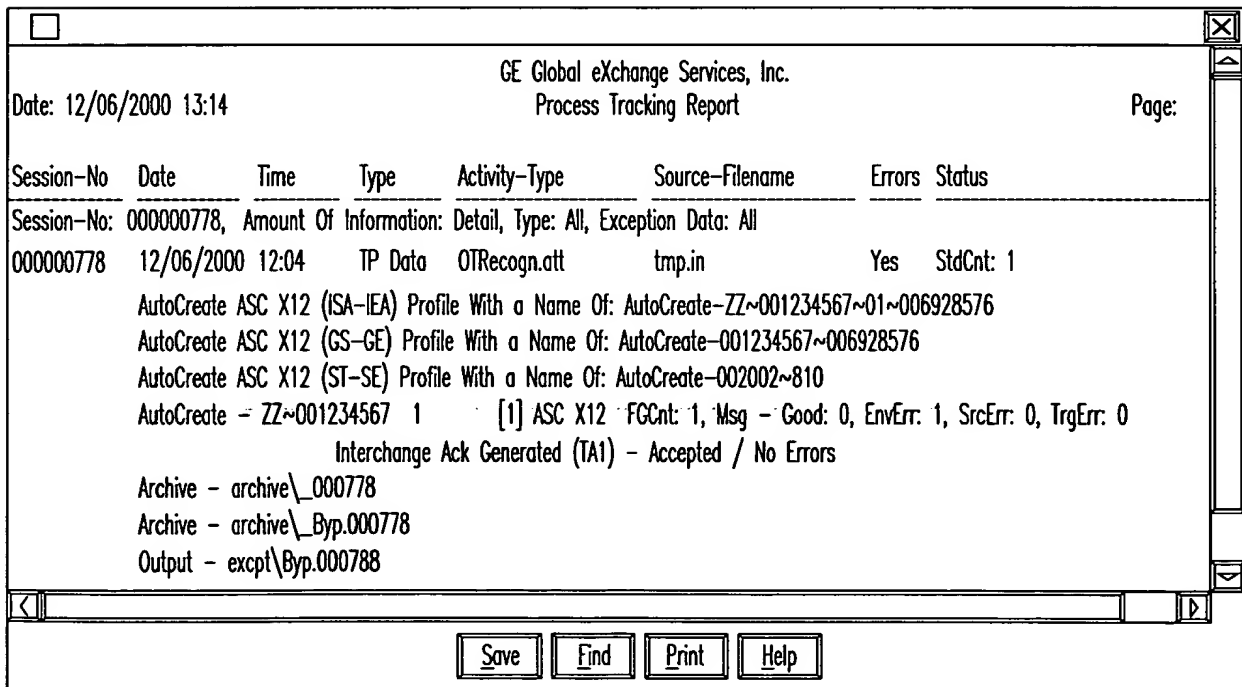 GE Global eXchange Services, Inc.
Date: 12/06/2000 13:14 Process Tracking Report Page:
Session-No Date Time Type Activity-Type Source-Filename Errors Status
Session-No: 000000778, Amount Of Information: Detail, Type: All, Exception Data: All
000000778 12/06/2000 12:04 TP Data OTRecogn.att tmp.in Yes StdCnt: 1
AutoCreate ASC X12 (ISA-IEA) Profile With a Name Of: AutoCreate-ZZ~001234567~01~006928576
AutoCreate ASC X12 (GS-GE) Profile With a Name Of: AutoCreate-001234567~006928576
AutoCreate ASC X12 (ST-SE) Profile With a Name Of: AutoCreate-002002~810
AutoCreate - ZZ~001234567 1 [1] ASC X12 FGCnt: 1, Msg - Good: 0, EnvErr: 1, SrcErr: 0, TrgErr: 0
Interchange Ack Generated (TA1) - Accepted / No Errors
Archive - archive\_000778
Archive - archive\_Byp.000778
Output - excpt\Byp.000788
Save Find Print Help